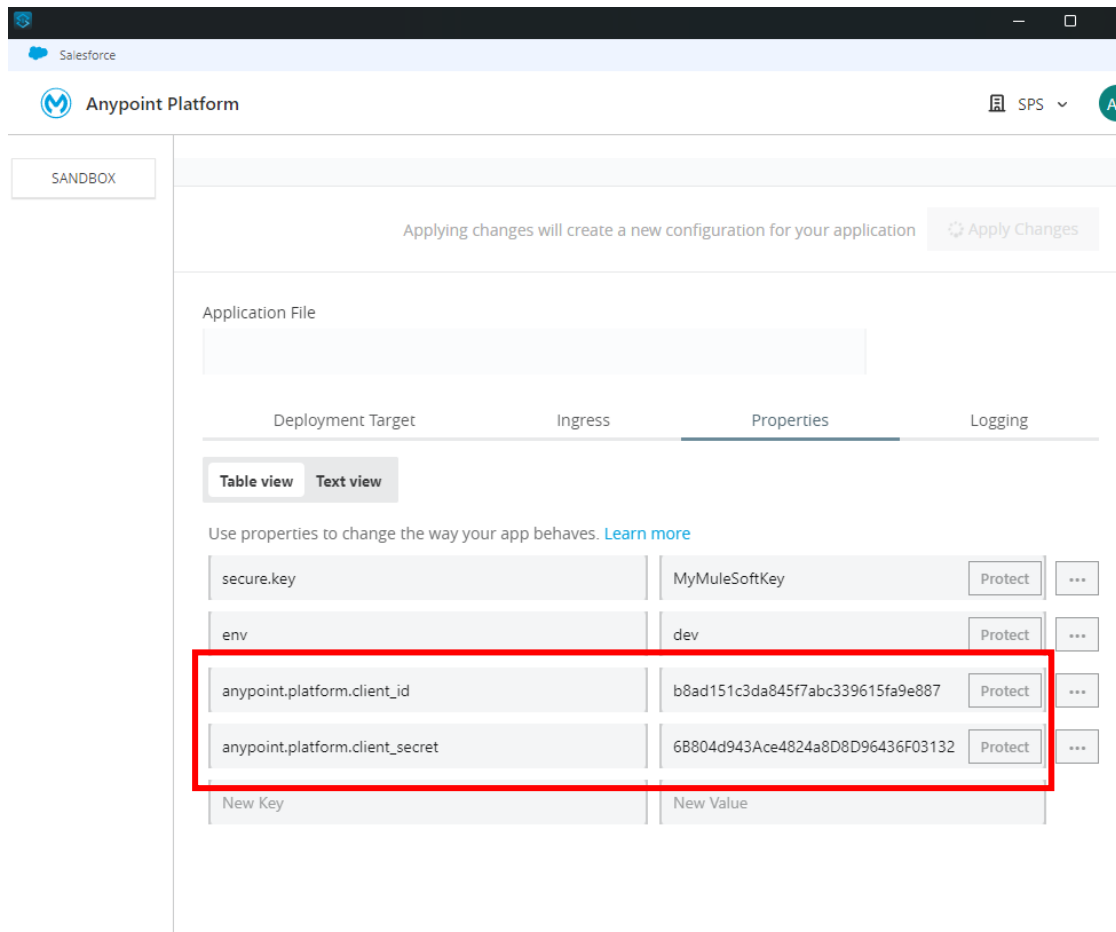 Salesforce
Anypoint Platform
SPS
A
SANDBOX
Applying changes will create a new configuration for your application
Apply Changes
Application File
Deployment Target
Ingress
Properties
Logging
Table view
Text view
Use properties to change the way your app behaves. Learn more
secure.key
MyMuleSoftKey
Protect
...
env
dev
Protect
...
anypoint.platform.client_id
b8ad151c3da845f7abc339615fa9e887
Protect
...
anypoint.platform.client_secret
6B804d943Ace4824a8D8D96436F03132
Protect
...
New Key
New Value